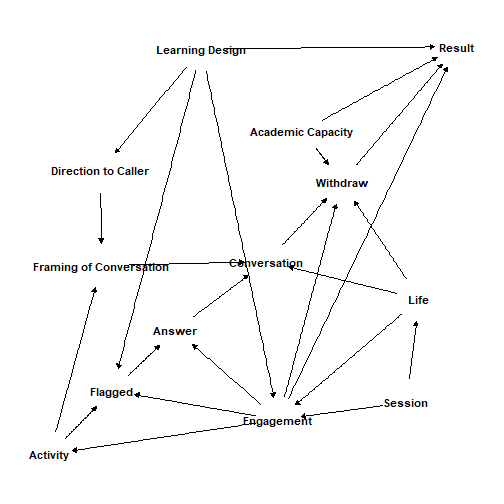 Learning Design
Result
Academic Capacity
Direction to Caller
Withdraw
Framing of Conversation
Conversation
Life
Answer
Flagged
Session
Engagement
Activity